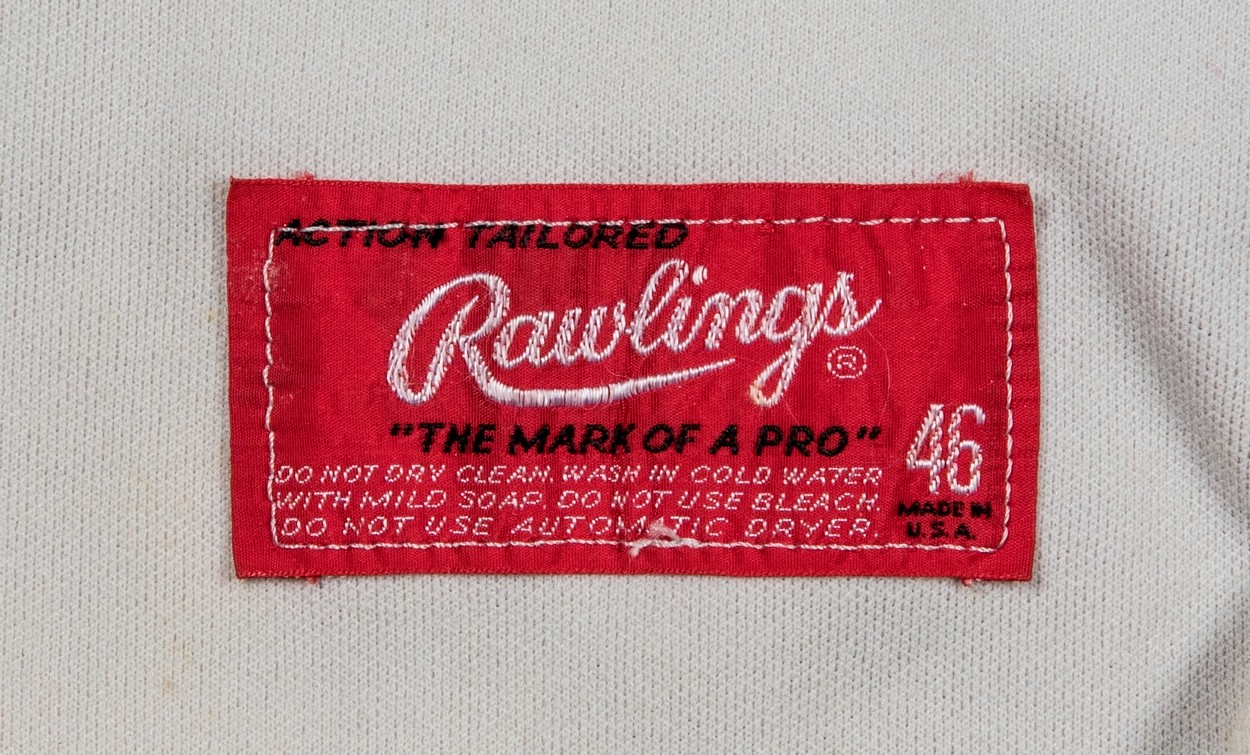 ACTION TAILORED
Rawlings ®
"THE MARK OF A PRO"
46
DO NOT DRY CLEAN. WASH IN COLD WATER
WITH MILD SOAP. DO NOT USE BLEACH.
DO NOT USE AUTOMATIC DRYER.
MADE IN
U.S.A.